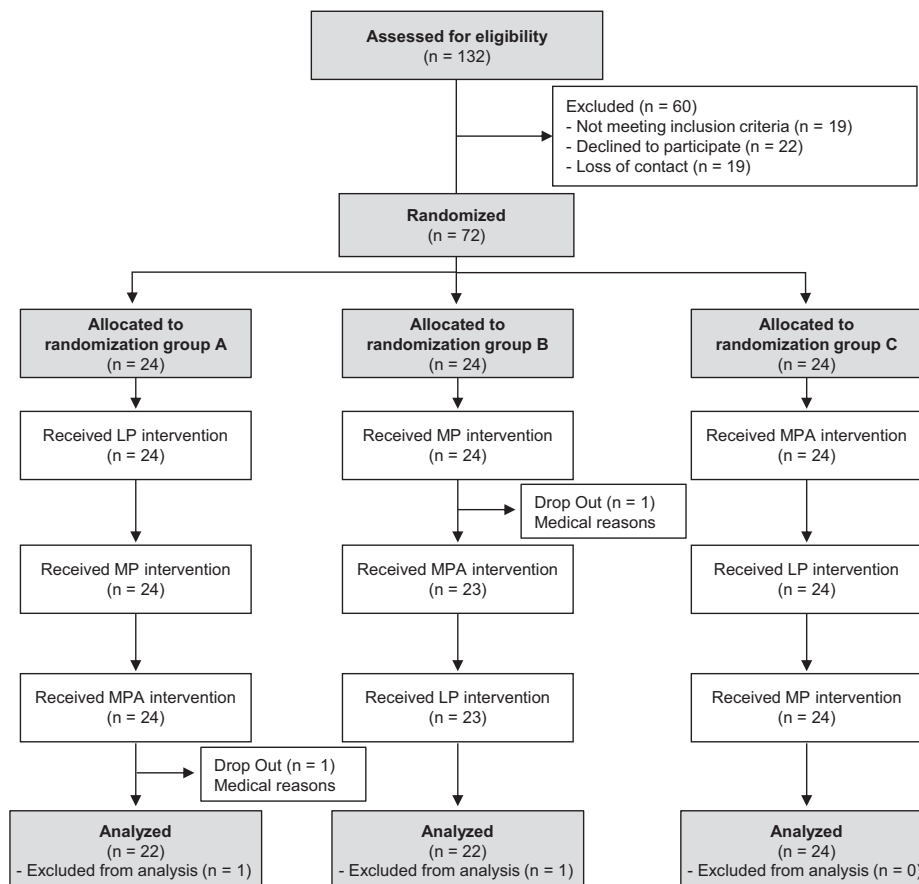 Assessed for eligibility
(n = 132)
Excluded (n = 60)
- Not meeting inclusion criteria (n = 19)
- Declined to participate (n = 22)
- Loss of contact (n = 19)
Randomized
(n = 72)
Allocated to
randomization group A
(n = 24)
Allocated to
randomization group B
(n = 24)
Allocated to
randomization group C
(n = 24)
Received LP intervention
(n = 24)
Received MP intervention
(n = 24)
Received MPA intervention
(n = 24)
Drop Out (n = 1)
Medical reasons
Received MP intervention
(n = 24)
Received MPA intervention
(n = 23)
Received LP intervention
(n = 24)
Received MPA intervention
(n = 24)
Received LP intervention
(n = 23)
Received MP intervention
(n = 24)
Drop Out (n = 1)
Medical reasons
Analyzed
(n = 22)
- Excluded from analysis (n = 1)
Analyzed
(n = 22)
- Excluded from analysis (n = 1)
Analyzed
(n = 24)
- Excluded from analysis (n = 0)